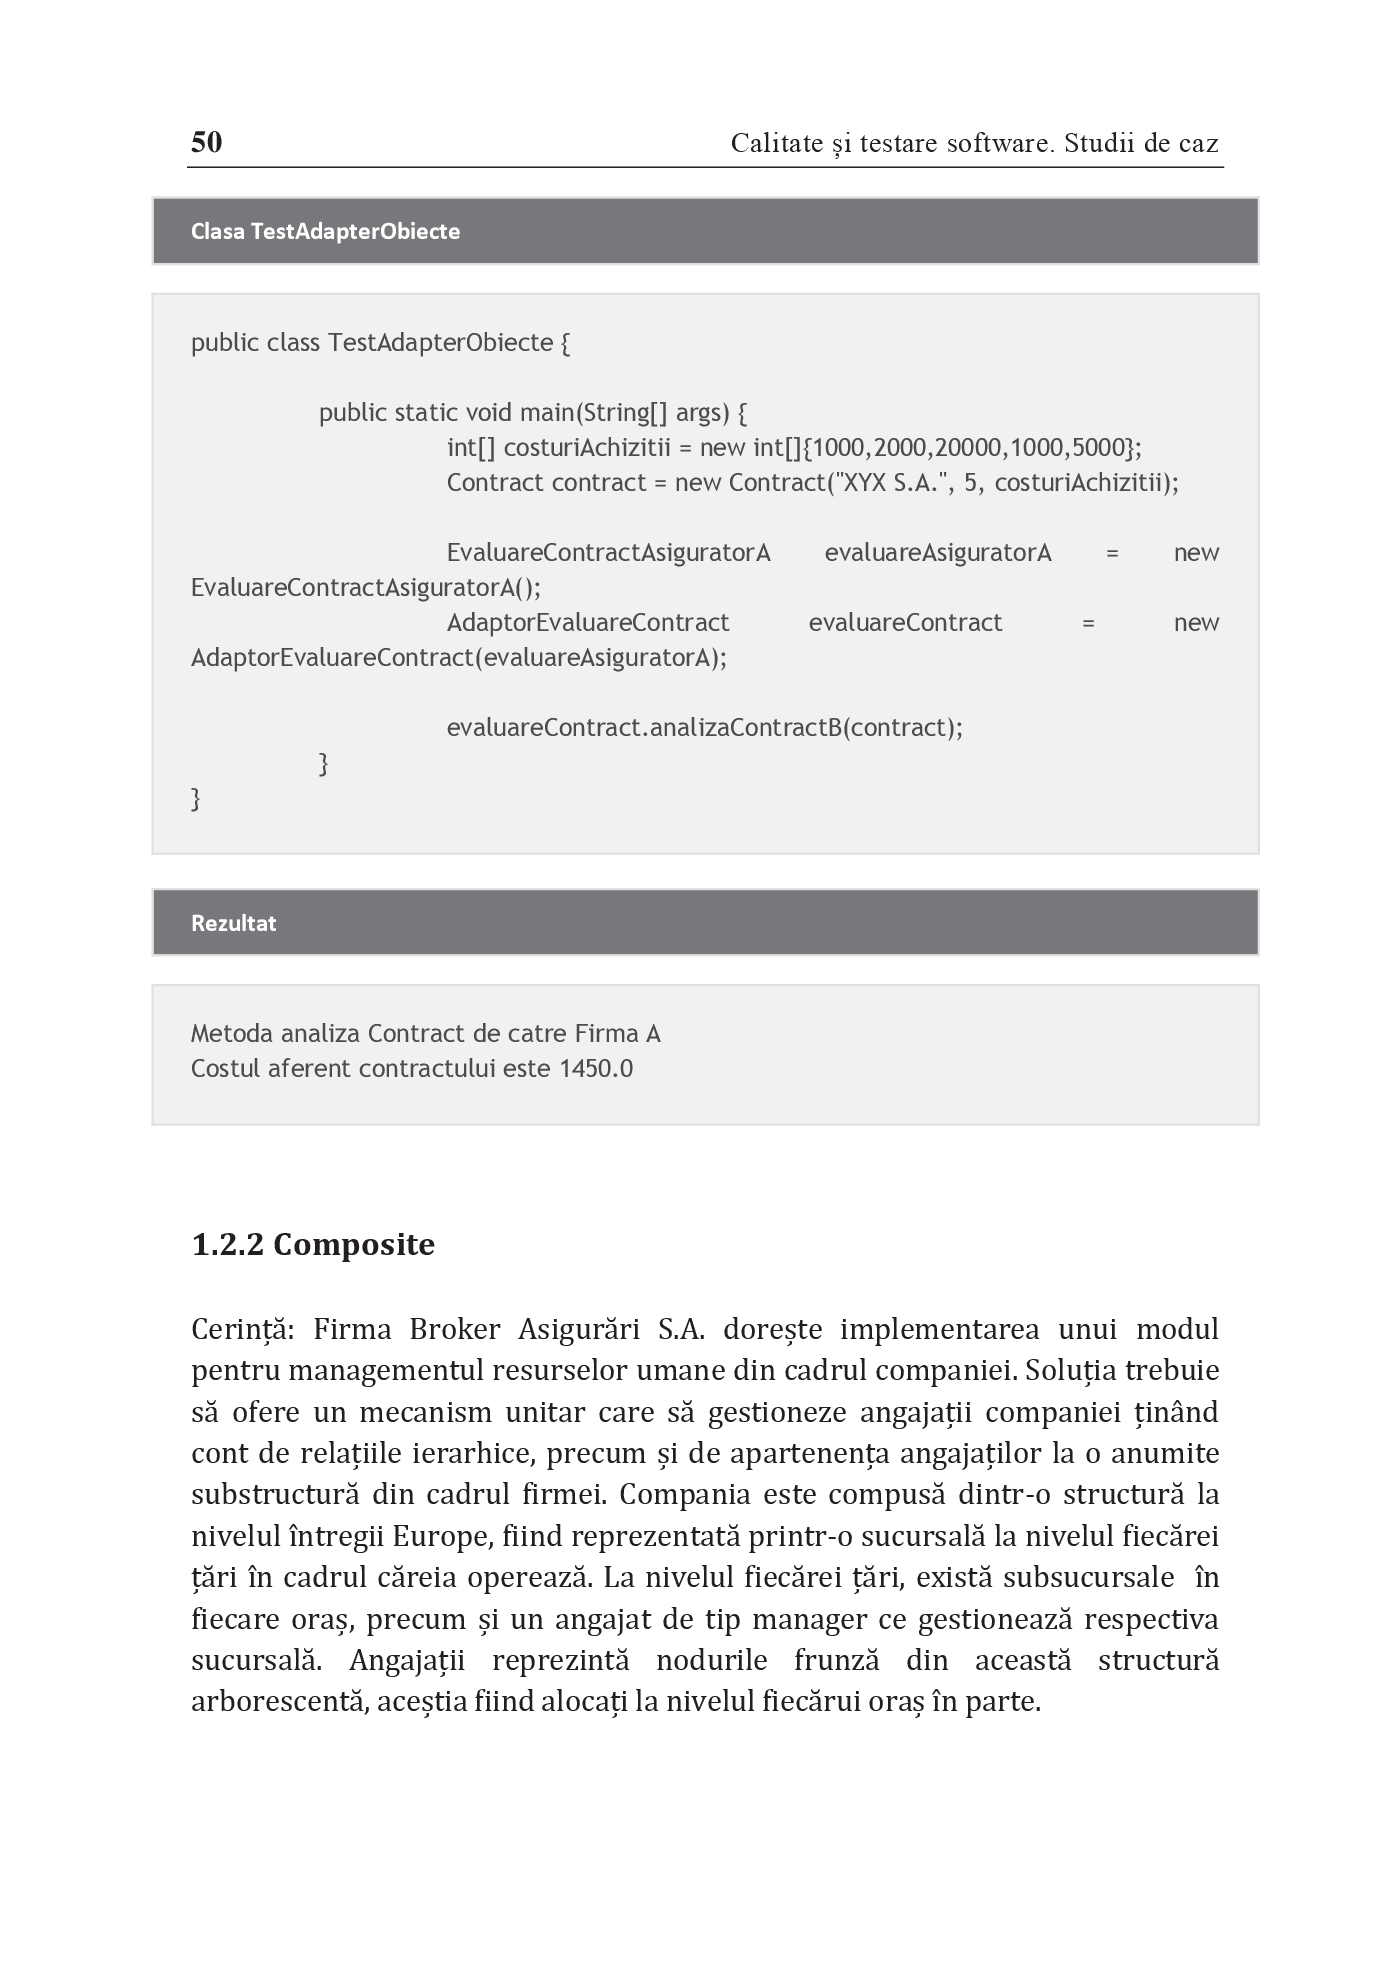 50 Calitate și testare software. Studii de caz
Clasa TestAdapterObiecte
public class TestAdapterObiecte {
public static void main(String[] args) {
int[] costuriAchizitii = new int[]{1000,2000,20000,1000,5000};
Contract contract = new Contract("XYX S.A.", 5, costuriAchizitii);
EvaluareContractAsiguratorA evaluareAsiguratorA = new
EvaluareContractAsiguratorA();
AdaptorEvaluareContract evaluareContract = new
AdaptorEvaluareContract(evaluareAsiguratorA);
evaluareContract.analizaContractB(contract);
}
}
Rezultat
Metoda analiza Contract de catre Firma A
Costul aferent contractului este 1450.0
1.2.2 Composite
Cerință: Firma Broker Asigurări S.A. dorește implementarea unui modul
pentru managementul resurselor umane din cadrul companiei. Soluția trebuie
să ofere un mecanism unitar care să gestioneze angajații companiei ținând
cont de relațiile ierarhice, precum și de apartenența angajaților la o anumite
substructură din cadrul firmei. Compania este compusă dintr-o structură la
nivelul întregii Europe, fiind reprezentată printr-o sucursală la nivelul fiecărei
țări în cadrul căreia operează. La nivelul fiecărei țări, există subsucursale în
fiecare oraș, precum și un angajat de tip manager ce gestionează respectiva
sucursală. Angajații reprezintă nodurile frunză din această structură
arborescentă, aceștia fiind alocați la nivelul fiecărui oraș în parte.